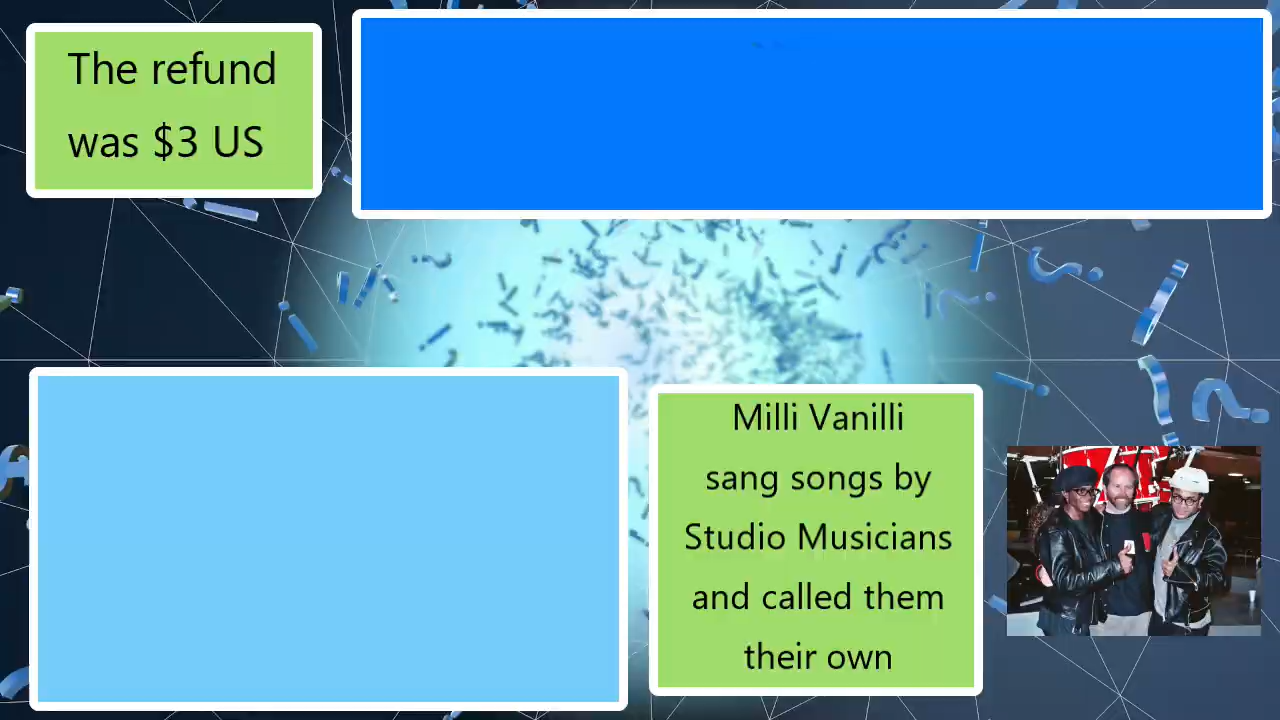 The refund
was $3 US
Milli Vanilli
sang songs by
Studio Musicians
and called them
their own